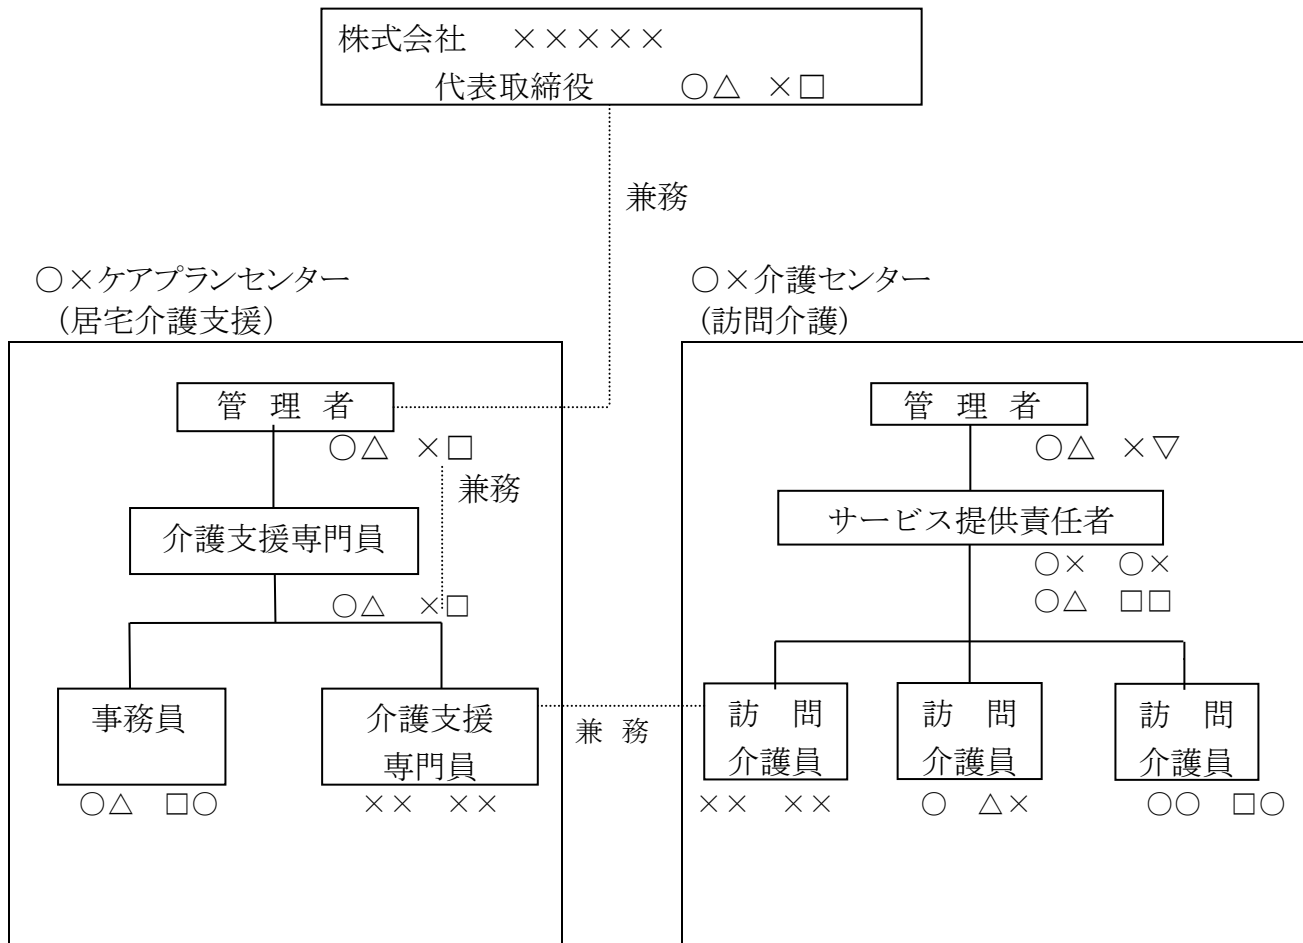 株式会社　×××××
代表取締役　○△　×□
兼務
○×ケアプランセンター
（居宅介護支援）
○×介護センター
（訪問介護）
管 理 者
○△　×□
兼務
介護支援専門員
○△　×□
事務員
○△　□○
介護支援
専門員
××　××
兼 務
管 理 者
○△　×▽
サービス提供責任者
○×　○×
○△　□□
訪　問
介護員
××　××
訪　問
介護員
○　△×
訪　問
介護員
○○　□○